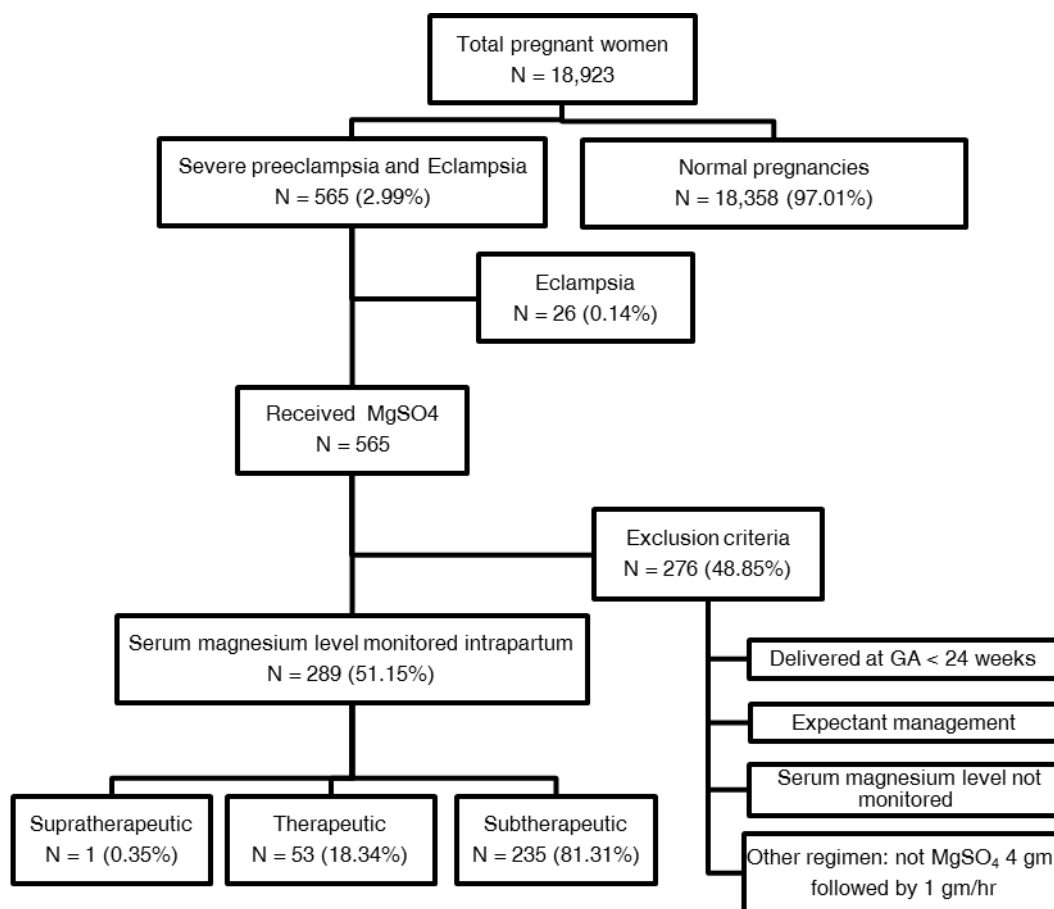 Total pregnant women
N = 18,923
Severe preeclampsia and Eclampsia
N = 565 (2.99%)
Normal pregnancies
N = 18,358 (97.01%)
Eclampsia
N = 26 (0.14%)
Received MgSO4
N = 565
Exclusion criteria
N = 276 (48.85%)
Serum magnesium level monitored intrapartum
N = 289 (51.15%)
Delivered at GA < 24 weeks
Expectant management
Serum magnesium level not
monitored
Other regimen: not MgSO₄ 4 gm
followed by 1 gm/hr
Supratherapeutic
N = 1 (0.35%)
Therapeutic
N = 53 (18.34%)
Subtherapeutic
N = 235 (81.31%)